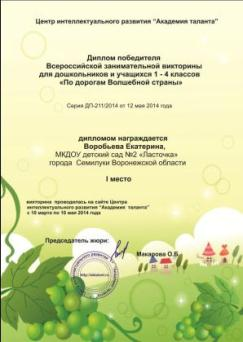 Центр интеллектуального развития "Академия таланта"
Диплом победителя
Всероссийской занимательной викторины
для дошкольников и учащихся 1 - 4 классов
«По дорогам Волшебной страны»
Серия ДП-211/2014 от 12 мая 2014 года
дипломом награждается
Воробьева Екатерина,
МКДОУ детский сад №2 «Ласточка»
города Семилуки Воронежской области
I место
викторина проводилась на сайте Центра
интеллектуального развития "Академия таланта"
с 10 марта по 10 мая 2014 года
Председатель жюри:
Макарова О.Б.